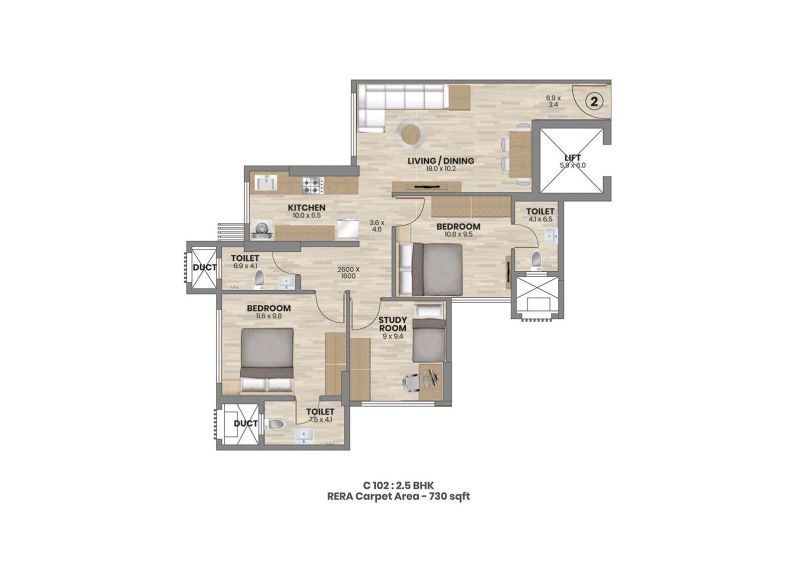 6.9 x
3.4
2
LIVING / DINING
18.0 x 10.2
LIFT
5.9 x 6.0
KITCHEN
10.0 x 6.5
3.6 x
4.6
BEDROOM
10.8 x 9.5
TOILET
4.1 x 6.5
DUCT
TOILET
6.9 x 4.1
2600 X
1600
BEDROOM
11.6 x 9.8
STUDY
ROOM
9 x 9.4
DUCT
TOILET
7.5 x 4.1
C 102 : 2.5 BHK
RERA Carpet Area - 730 sqft